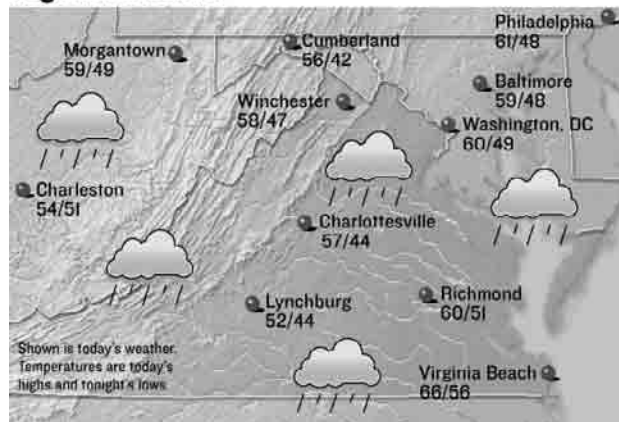 Philadelphia
61/48
Morgantown
59/49
Cumberland
56/42
Baltimore
59/48
Winchester
58/47
Washington, DC
60/49
Charleston
54/51
Charlottesville
57/44
Lynchburg
52/44
Richmond
60/51
Shown is today's weather.
Temperatures are today's
highs and tonight's lows.
Virginia Beach
66/56